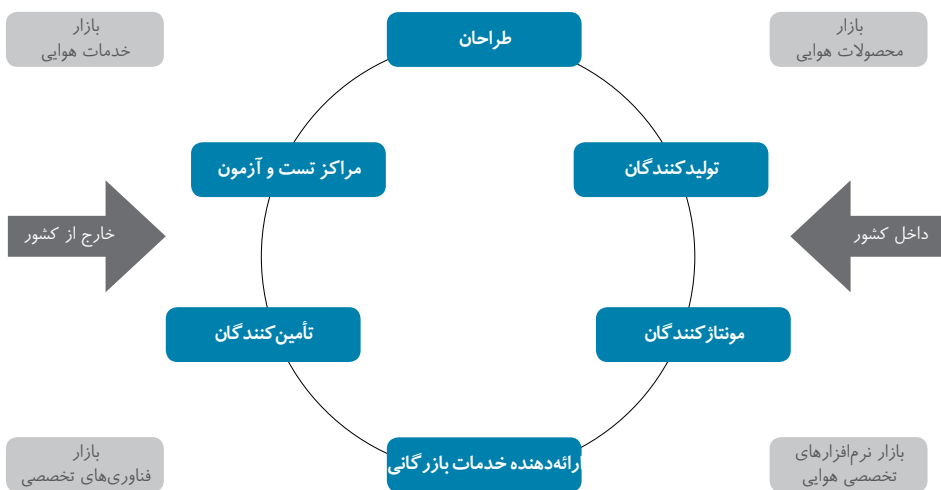 بازار
محصولات هوایی
طراحان
بازار
خدمات هوایی
تولیدکنندگان
مراکز تست و آزمون
داخل کشور
خارج از کشور
مونتاژکنندگان
تأمین‌کنندگان
بازار نرم‌افزارهای
تخصصی هوایی
ارائه‌دهنده خدمات بازرگانی
بازار
فناوری‌های تخصصی